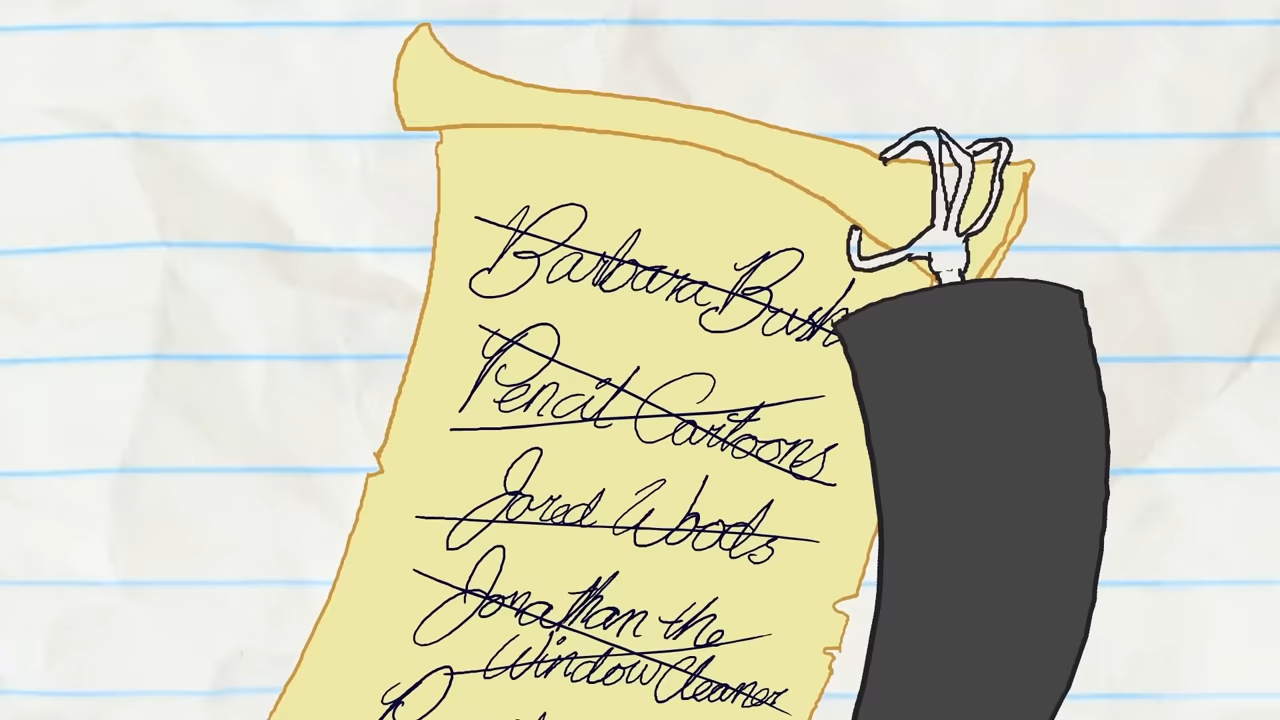 Barbara Bush
Pencil Cartoons
Jared Woods
Jonathan the
Window Cleaner